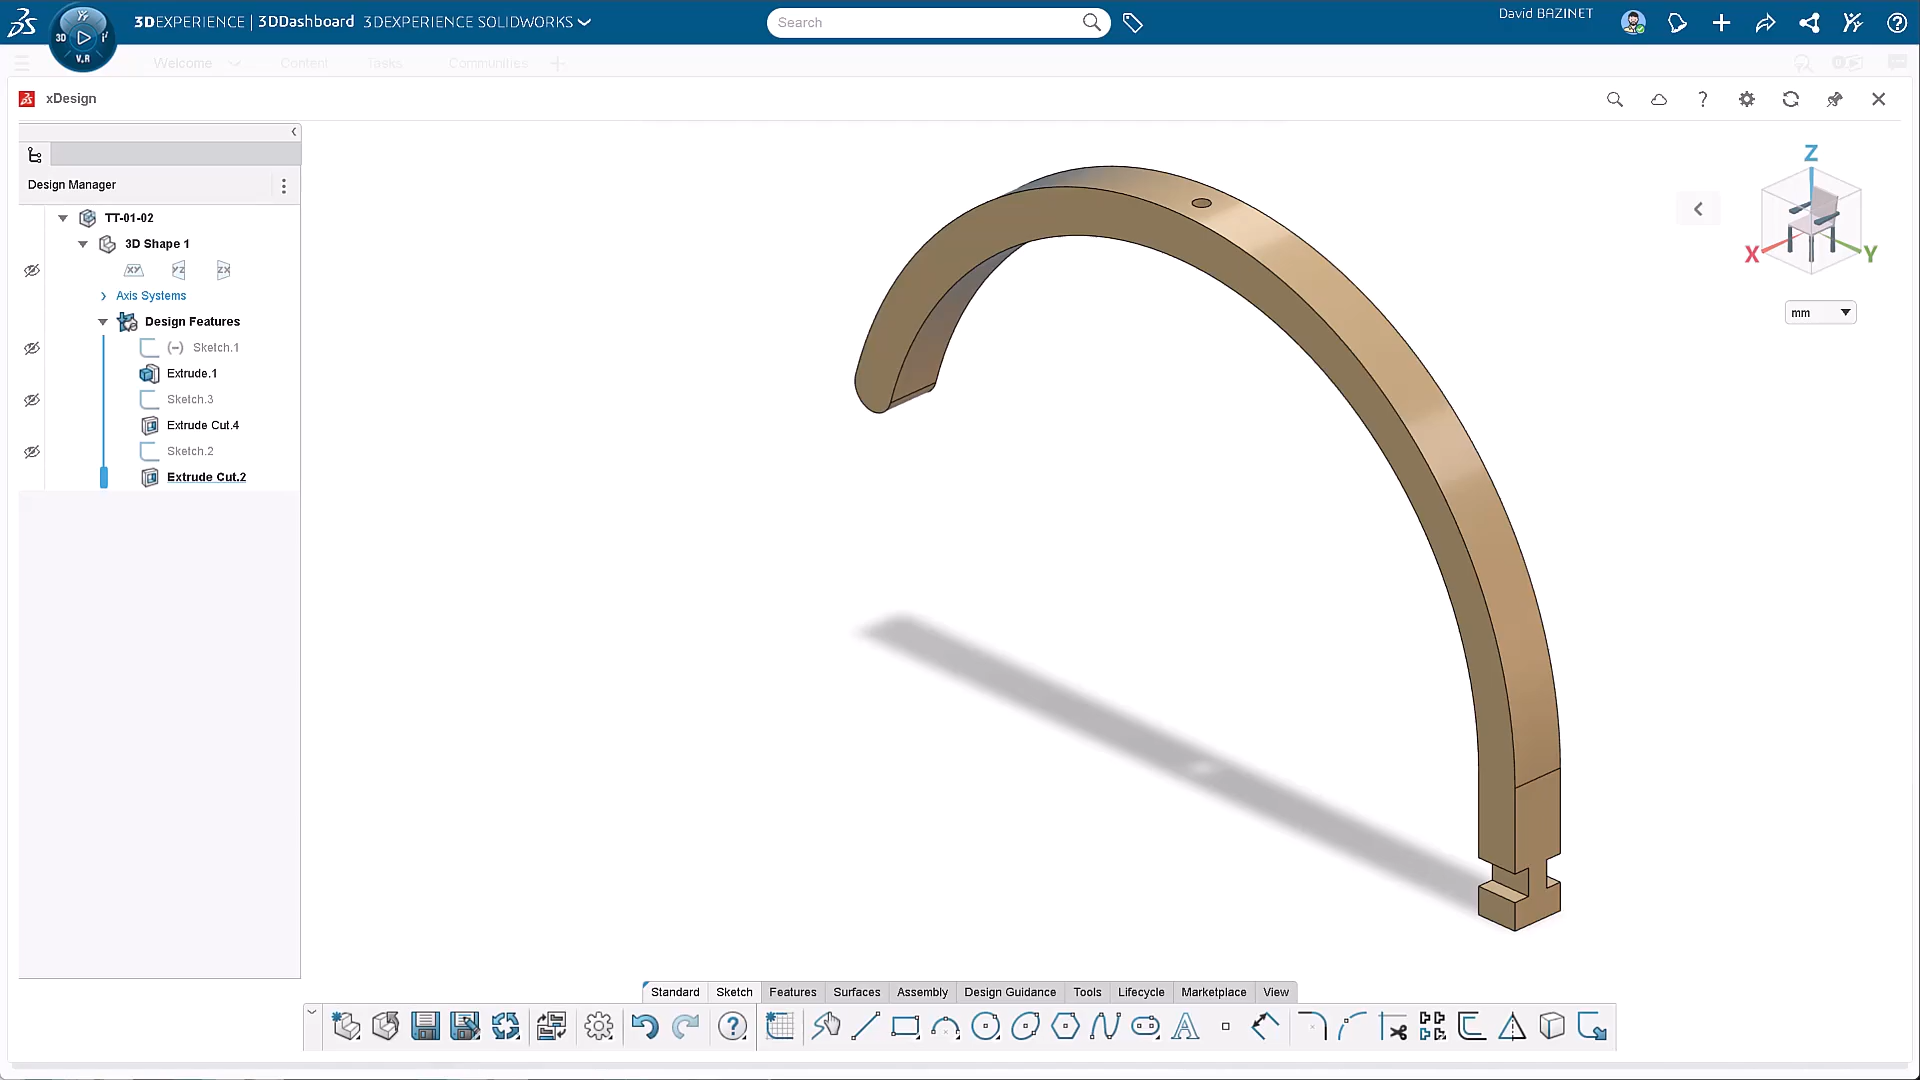 3DEXPERIENCE | 3DDashboard 3DEXPERIENCE SOLIDWORKS
Search
David BAZINET
3D
V.R
Welcome Content Tasks Communities
xDesign
Design Manager
TT-01-02
3D Shape 1
XY YZ ZX
Axis Systems
Design Features
(-) Sketch.1
Extrude.1
Sketch.3
Extrude Cut.4
Sketch.2
Extrude Cut.2
Z
X
Y
mm
Standard Sketch Features Surfaces Assembly Design Guidance Tools Lifecycle Marketplace View